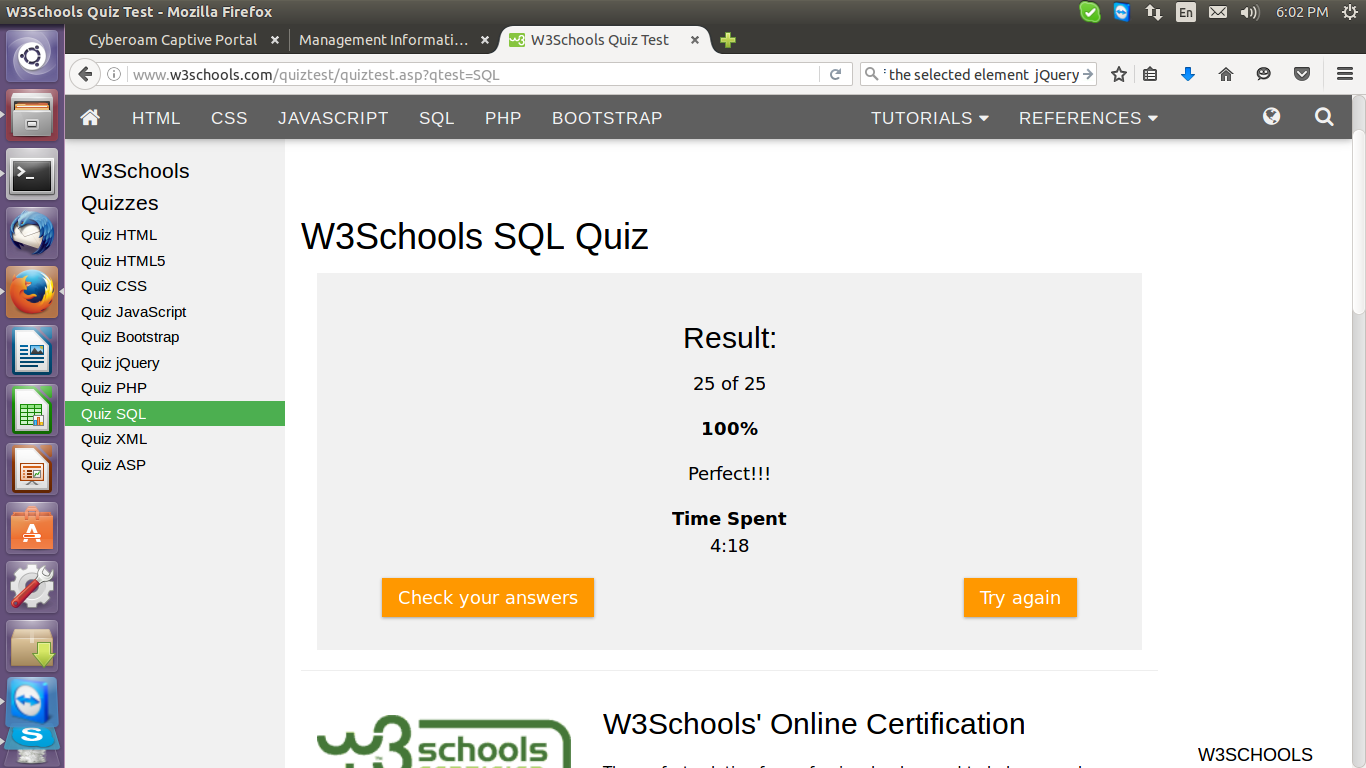 W3Schools Quiz Test - Mozilla Firefox
En
6:02 PM
Cyberoam Captive Portal
Management Informati...
W3Schools Quiz Test
www.w3schools.com/quiztest/quiztest.asp?qtest=SQL
the selected element jQuery
HTML
CSS
JAVASCRIPT
SQL
PHP
BOOTSTRAP
TUTORIALS
REFERENCES
W3Schools
Quizzes
Quiz HTML
Quiz HTML5
Quiz CSS
Quiz JavaScript
Quiz Bootstrap
Quiz jQuery
Quiz PHP
Quiz SQL
Quiz XML
Quiz ASP
W3Schools SQL Quiz
Result:
25 of 25
100%
Perfect!!!
Time Spent
4:18
Check your answers
Try again
w3schools
W3Schools' Online Certification
W3SCHOOLS